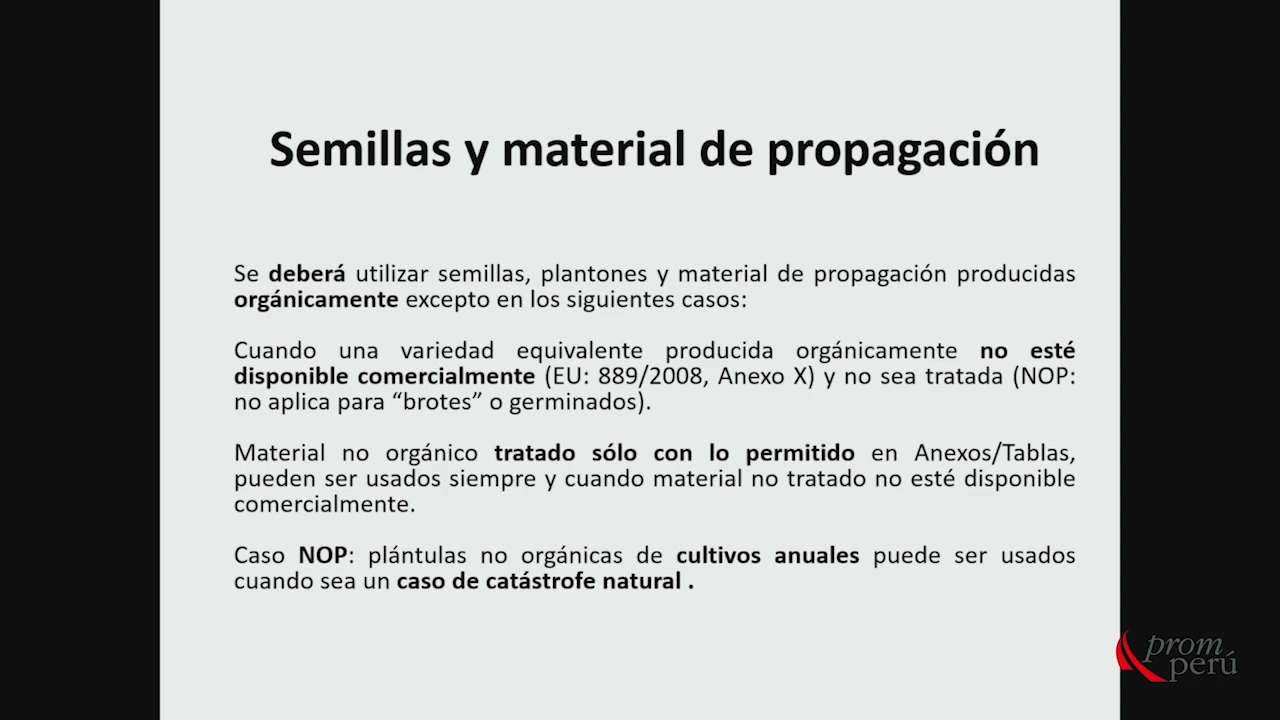 Semillas y material de propagación
Se deberá utilizar semillas, plantones y material de propagación producidas
orgánicamente excepto en los siguientes casos:
Cuando una variedad equivalente producida orgánicamente no esté
disponible comercialmente (EU: 889/2008, Anexo X) y no sea tratada (NOP:
no aplica para “brotes” o germinados).
Material no orgánico tratado sólo con lo permitido en Anexos/Tablas,
pueden ser usados siempre y cuando material no tratado no esté disponible
comercialmente.
Caso NOP: plántulas no orgánicas de cultivos anuales puede ser usados
cuando sea un caso de catástrofe natural .
prom
perú